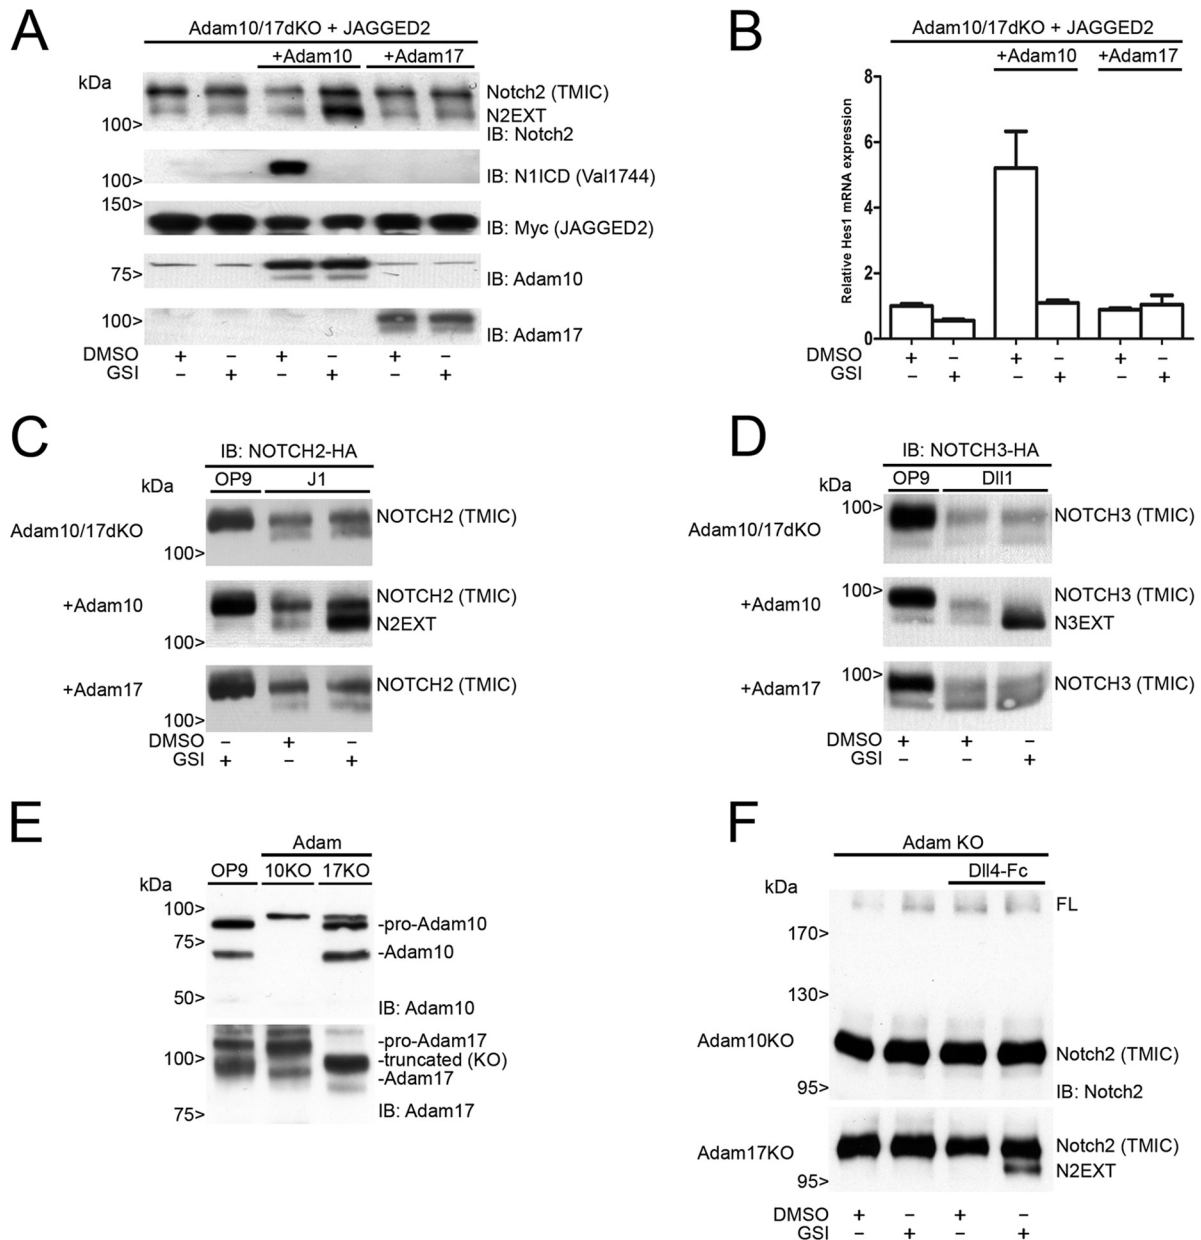 A
Adam10/17dKO + JAGGED2
+Adam10 +Adam17
kDa
Notch2 (TMIC)
N2EXT
100>
IB: Notch2
100>
IB: N1ICD (Val1744)
150>
IB: Myc (JAGGED2)
75>
IB: Adam10
100>
IB: Adam17
DMSO + – + – + –
GSI – + – + – +
B
Adam10/17dKO + JAGGED2
+Adam10 +Adam17
Relative Hes1 mRNA expression
8
6
4
2
0
DMSO + – + – + –
GSI – + – + – +
C
IB: NOTCH2-HA
OP9 J1
kDa
Adam10/17dKO
NOTCH2 (TMIC)
100>
+Adam10
NOTCH2 (TMIC)
N2EXT
100>
+Adam17
NOTCH2 (TMIC)
100>
DMSO – + –
GSI + – +
D
IB: NOTCH3-HA
OP9 Dll1
kDa
100>
Adam10/17dKO
NOTCH3 (TMIC)
100>
+Adam10
NOTCH3 (TMIC)
N3EXT
100>
+Adam17
NOTCH3 (TMIC)
DMSO + + –
GSI – – +
E
Adam
OP9 10KO 17KO
kDa
100>
-pro-Adam10
75>
-Adam10
50>
IB: Adam10
-pro-Adam17
100>
-truncated (KO)
-Adam17
75>
IB: Adam17
F
Adam KO
Dll4-Fc
kDa
FL
170>
130>
Adam10KO
Notch2 (TMIC)
95>
IB: Notch2
Adam17KO
Notch2 (TMIC)
N2EXT
95>
DMSO + – + –
GSI – + – +